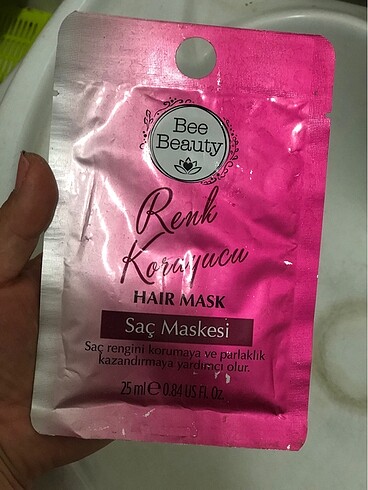 Bee
Beauty
Renk
Koruyucu
HAIR MASK
Saç Maskesi
Saç rengini korumaya ve parlaklık
kazandırmaya yardımcı olur.
25 ml ℮ 0.84 US Fl. Oz.